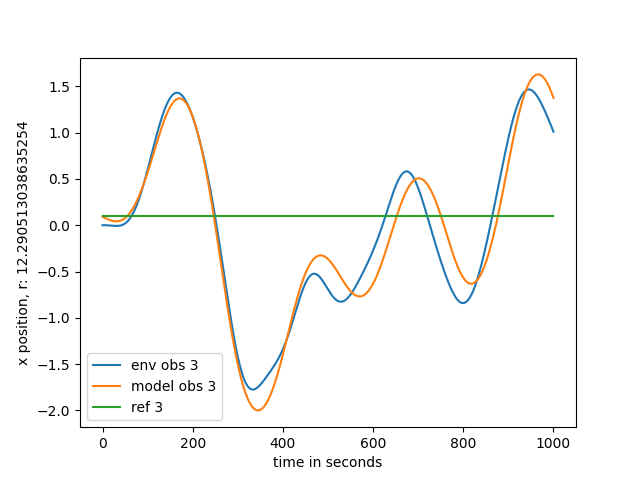 x position, r: 12.290513038635254
1.5
1.0
0.5
0.0
−0.5
−1.0
−1.5
−2.0
env obs 3
model obs 3
ref 3
0 200 400 600 800 1000
time in seconds